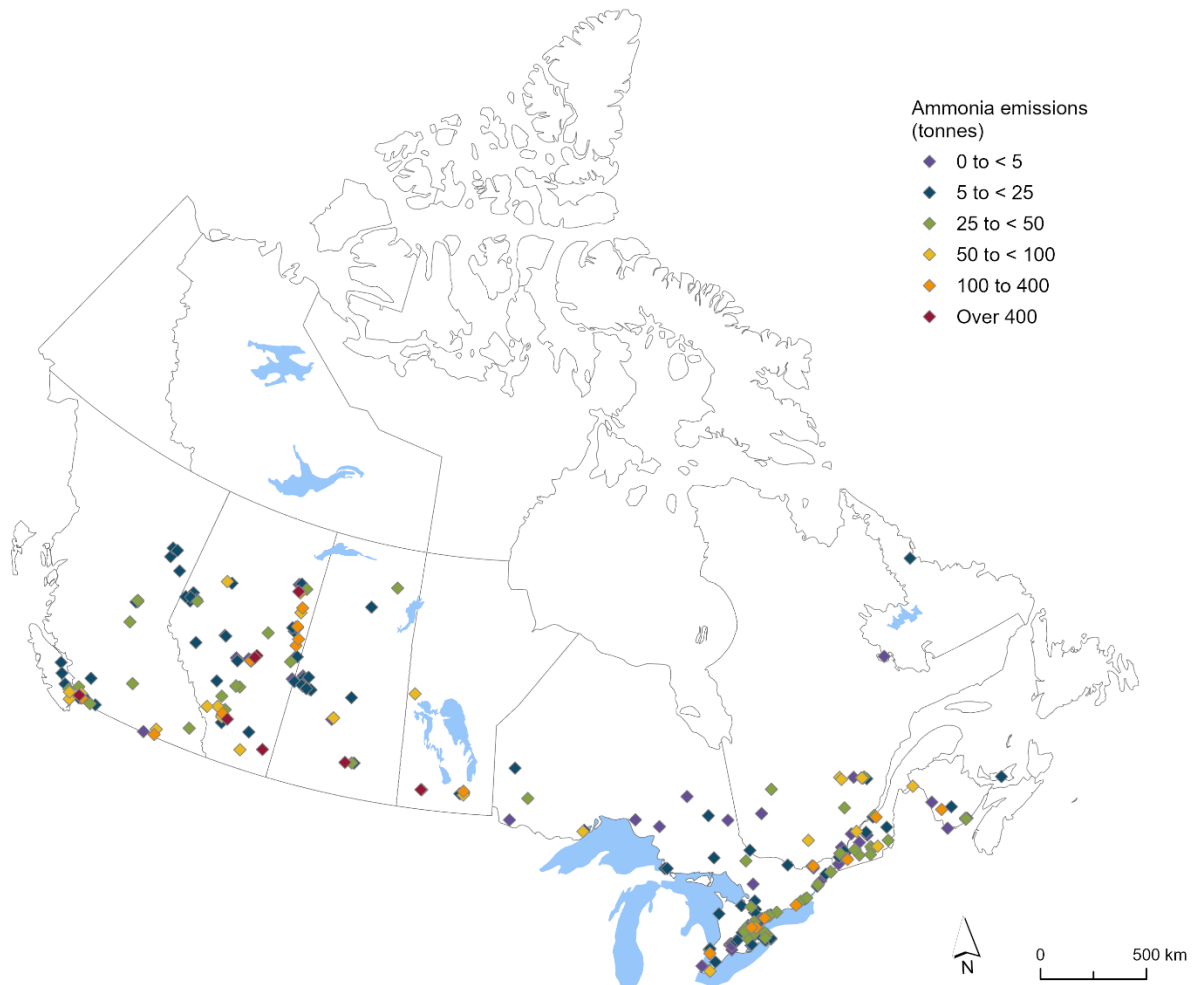 Ammonia emissions
(tonnes)
0 to < 5
5 to < 25
25 to < 50
50 to < 100
100 to 400
Over 400
N
0 500 km